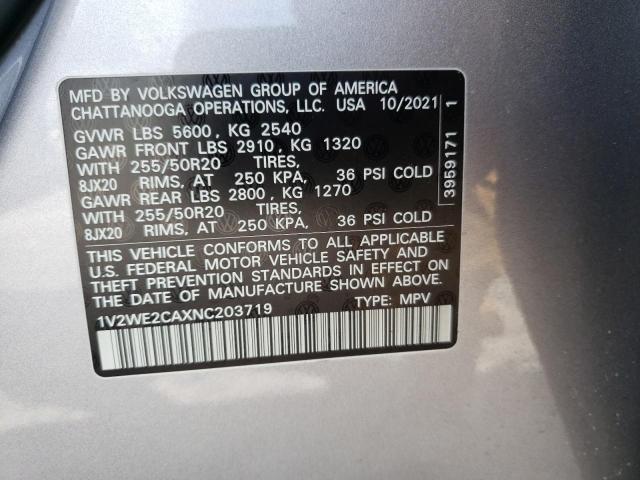 MFD BY VOLKSWAGEN GROUP OF AMERICA
CHATTANOOGA OPERATIONS, LLC. USA 10/2021
GVWR LBS 5600, KG 2540
GAWR FRONT LBS 2910, KG 1320
WITH 255/50R20 TIRES,
8JX20 RIMS, AT 250 KPA, 36 PSI COLD
GAWR REAR LBS 2800, KG 1270
WITH 255/50R20 TIRES,
8JX20 RIMS, AT 250 KPA, 36 PSI COLD
THIS VEHICLE CONFORMS TO ALL APPLICABLE
U.S. FEDERAL MOTOR VEHICLE SAFETY AND
THEFT PREVENTION STANDARDS IN EFFECT ON
THE DATE OF MANUFACTURE SHOWN ABOVE.
1V2WE2CAXNC203719 TYPE: MPV
3959171 1